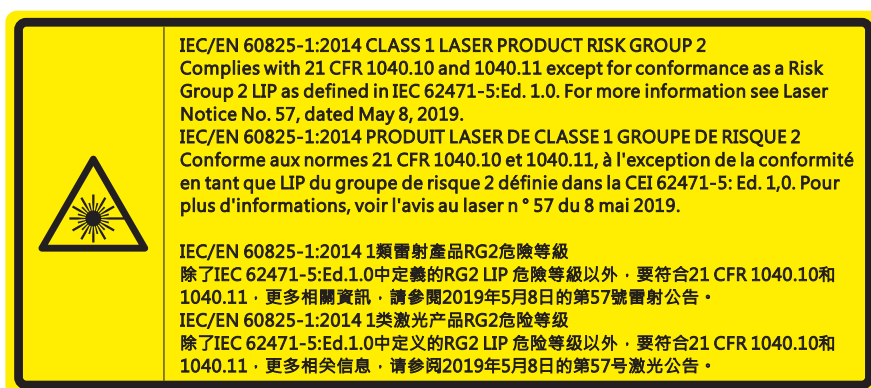 IEC/EN 60825-1:2014 CLASS 1 LASER PRODUCT RISK GROUP 2
Complies with 21 CFR 1040.10 and 1040.11 except for conformance as a Risk
Group 2 LIP as defined in IEC 62471-5:Ed. 1.0. For more information see Laser
Notice No. 57, dated May 8, 2019.
IEC/EN 60825-1:2014 PRODUIT LASER DE CLASSE 1 GROUPE DE RISQUE 2
Conforme aux normes 21 CFR 1040.10 et 1040.11, à l'exception de la conformité
en tant que LIP du groupe de risque 2 définie dans la CEI 62471-5: Ed. 1,0. Pour
plus d'informations, voir l'avis au laser n ° 57 du 8 mai 2019.
IEC/EN 60825-1:2014 1類雷射產品RG2危險等級
除了IEC 62471-5:Ed.1.0中定義的RG2 LIP 危險等級以外，要符合21 CFR 1040.10和
1040.11，更多相關資訊，請參閱2019年5月8日的第57號雷射公告。
IEC/EN 60825-1:2014 1类激光产品RG2危险等级
除了IEC 62471-5:Ed.1.0中定义的RG2 LIP 危险等级以外，要符合21 CFR 1040.10和
1040.11，更多相关信息，请参阅2019年5月8日的第57号激光公告。